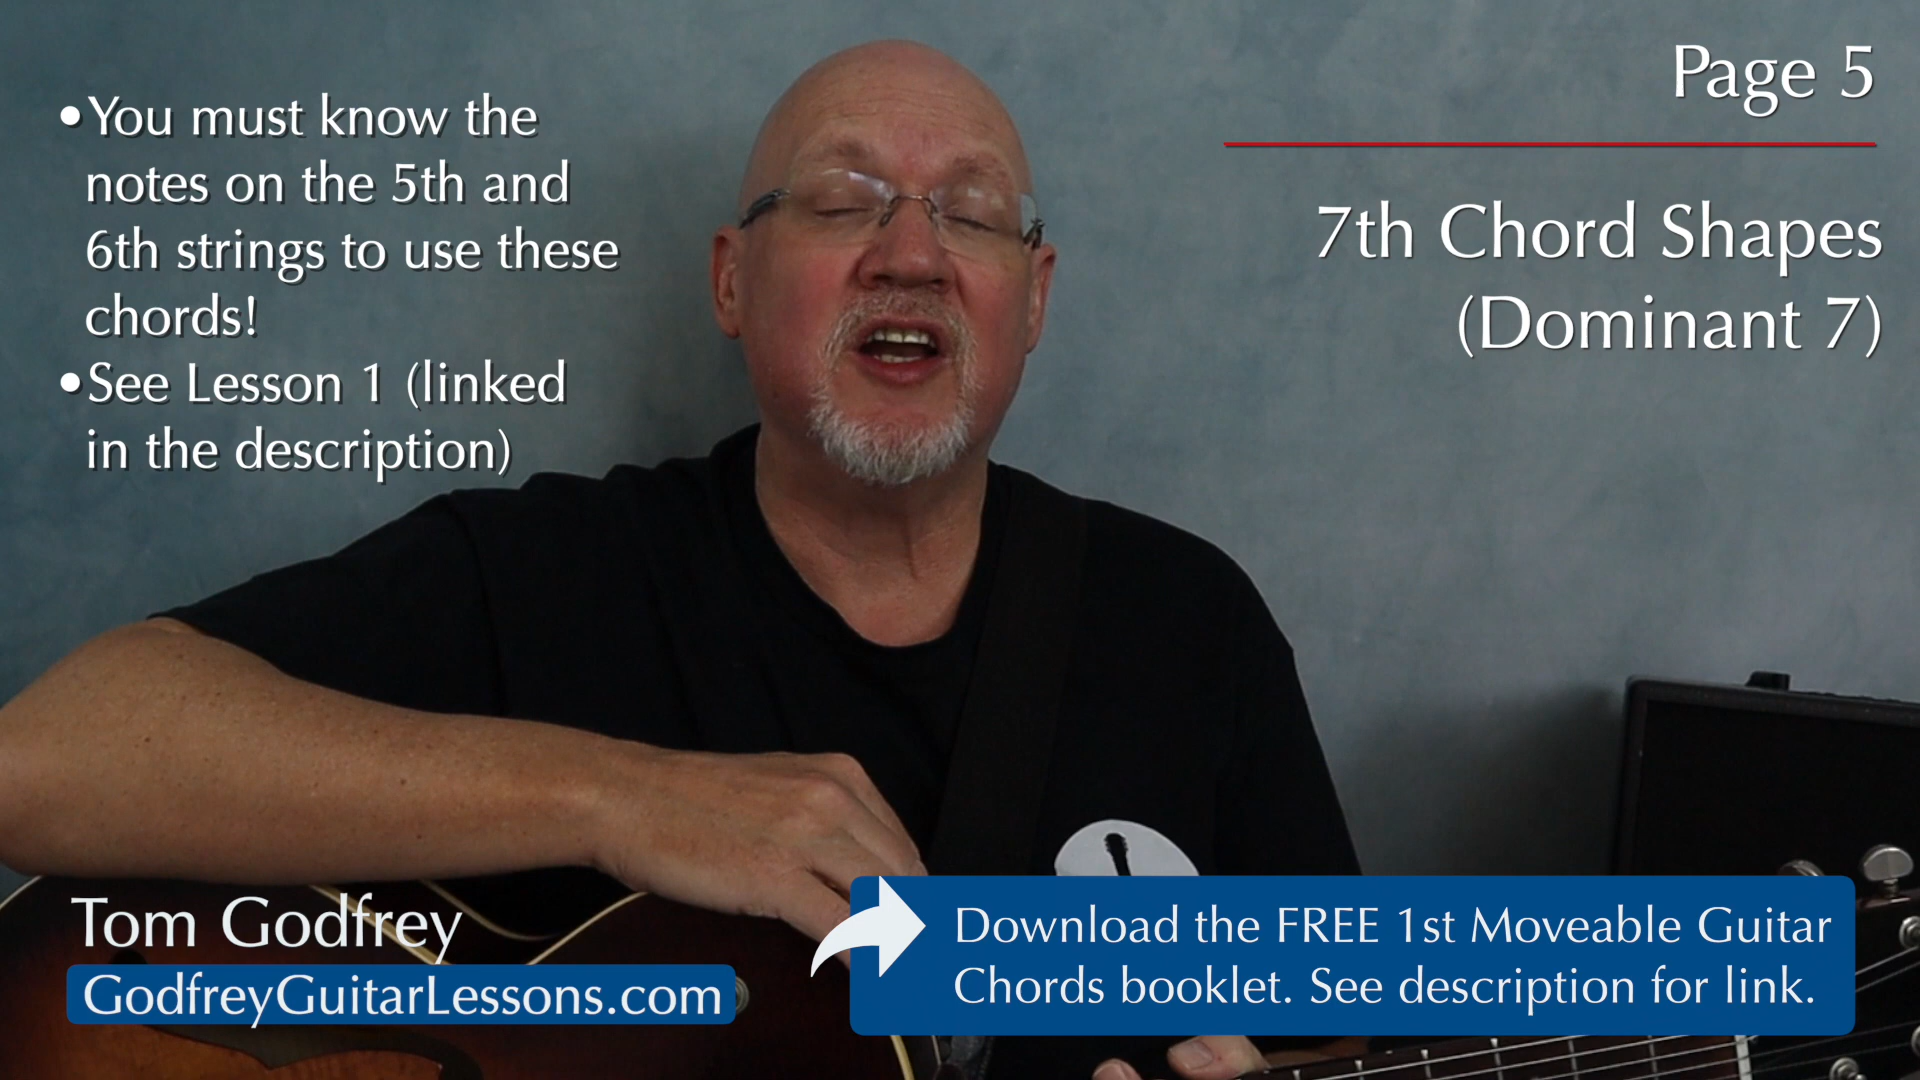 •You must know the
notes on the 5th and
6th strings to use these
chords!
•See Lesson 1 (linked
in the description)
Page 5
7th Chord Shapes
(Dominant 7)
Tom Godfrey
GodfreyGuitarLessons.com
Download the FREE 1st Moveable Guitar
Chords booklet. See description for link.